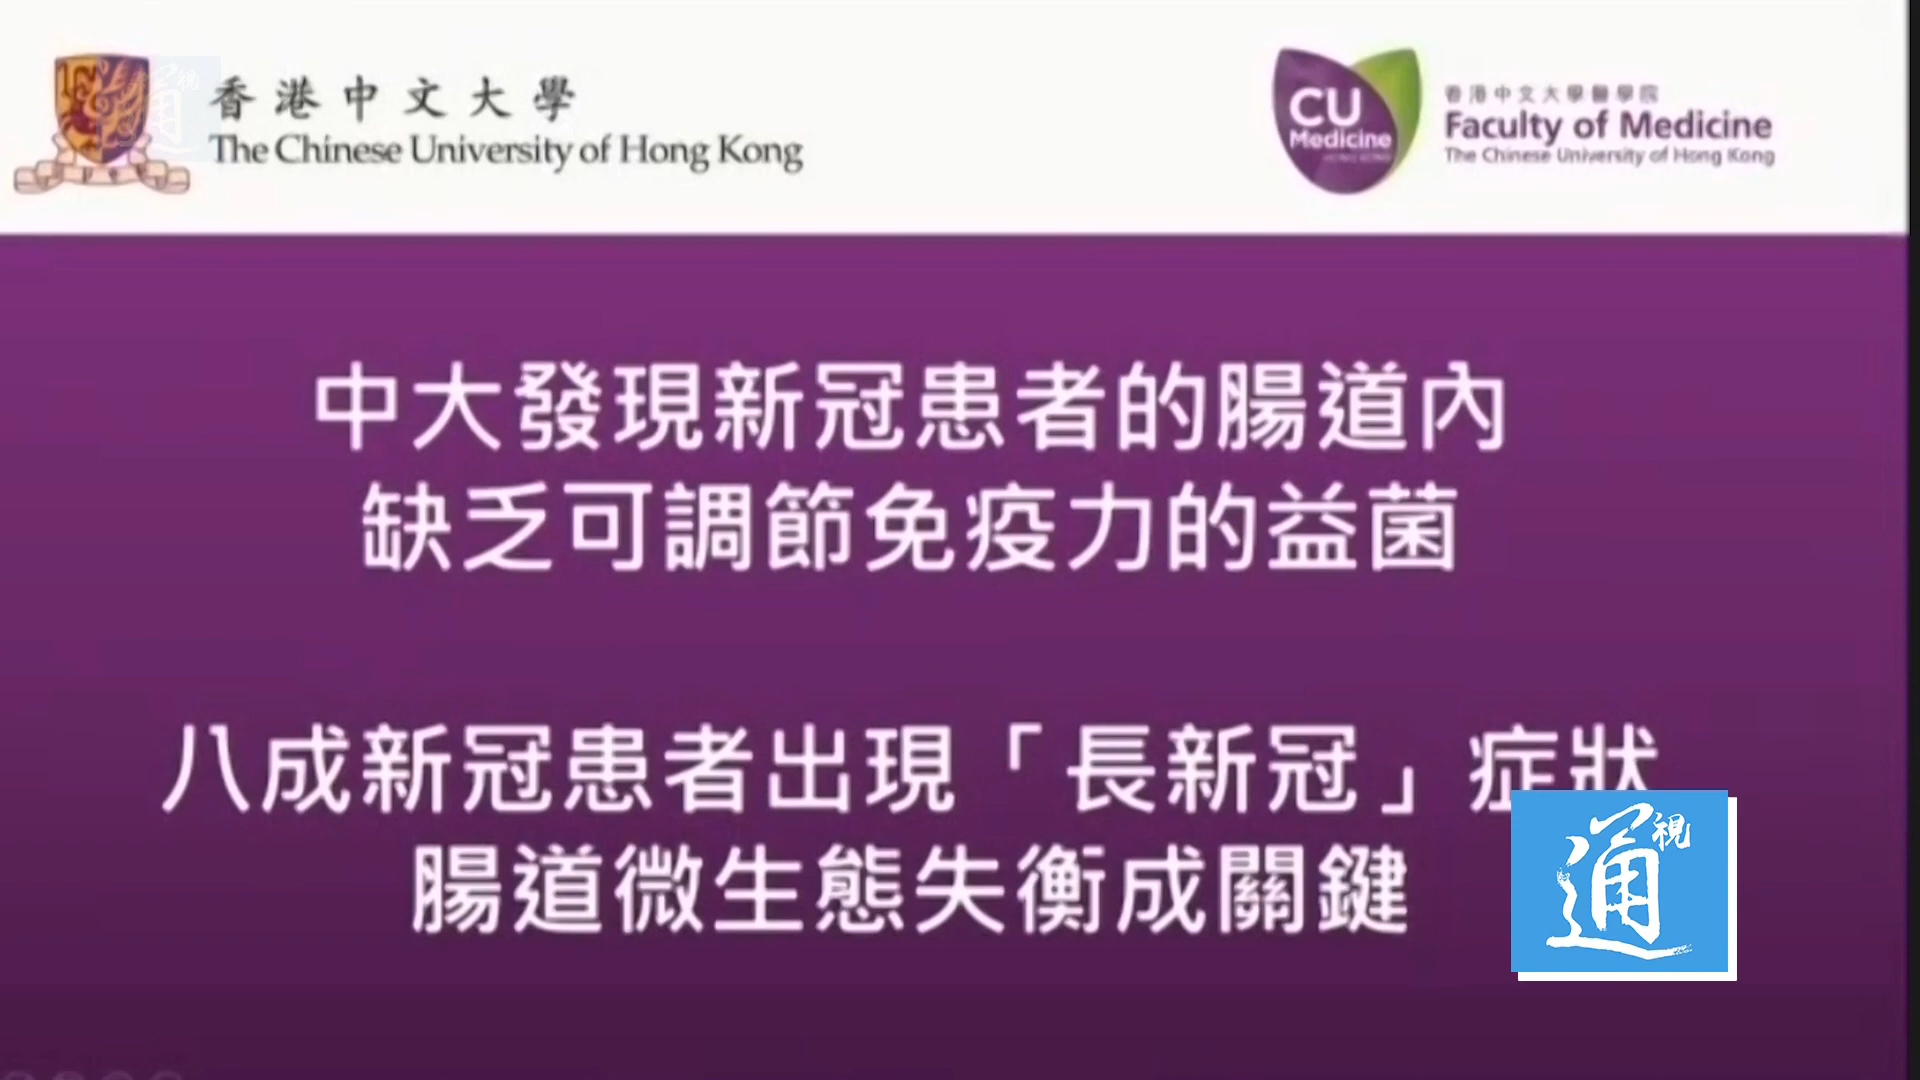 香港中文大學
The Chinese University of Hong Kong
CU
Medicine
HONG KONG
香港中文大學醫學院
Faculty of Medicine
The Chinese University of Hong Kong
中大發現新冠患者的腸道內
缺乏可調節免疫力的益菌
八成新冠患者出現「長新冠」症狀
腸道微生態失衡成關鍵
通視